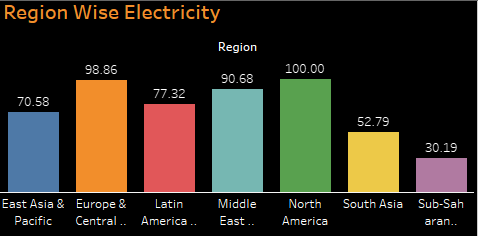 Region Wise Electricity
Region
70.58
98.86
77.32
90.68
100.00
52.79
30.19
East Asia &
Pacific
Europe &
Central ..
Latin
America ..
Middle
East ..
North
America
South Asia
Sub-Sah
aran..